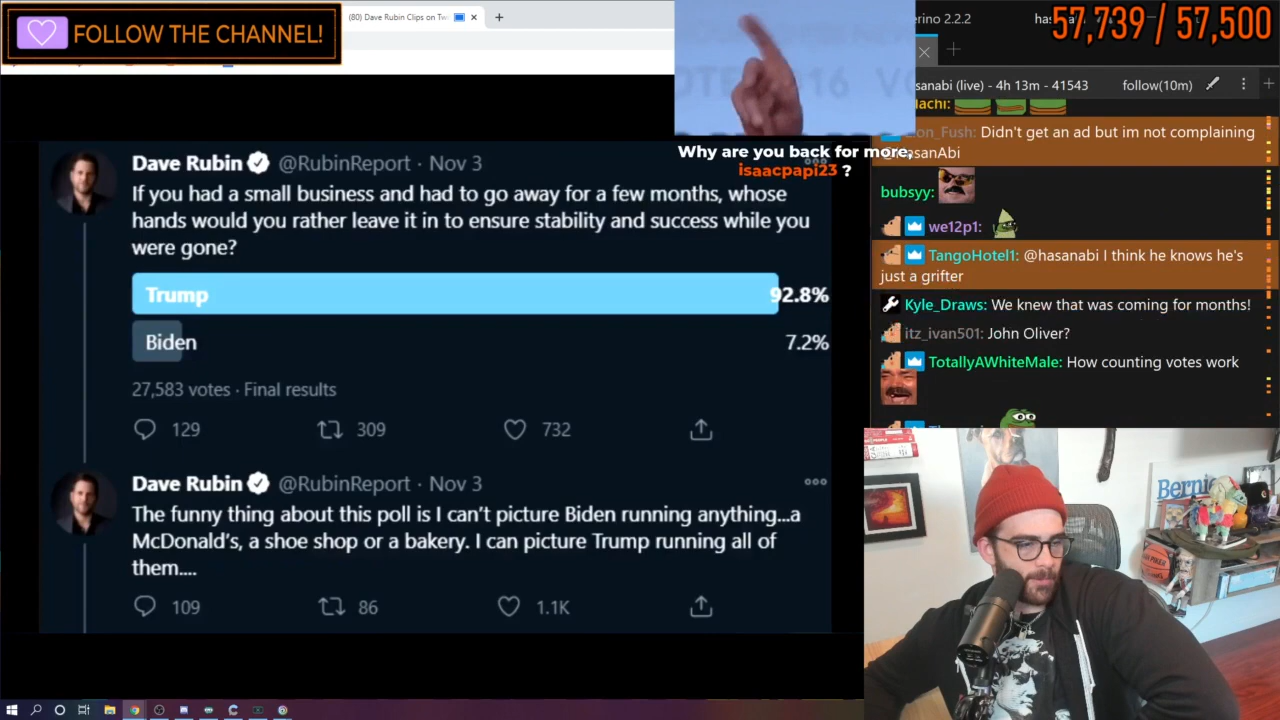 FOLLOW THE CHANNEL!
(80) Dave Rubin Clips on Tw
erino 2.2.2
57,739 / 57,500
sanabi (live) - 4h 13m - 41543
follow(10m)
Why are you back for more,
isaacpapi23 ?
Dave Rubin @RubinReport · Nov 3
If you had a small business and had to go away for a few months, whose
hands would you rather leave it in to ensure stability and success while you
were gone?
Trump 92.8%
Biden 7.2%
27,583 votes · Final results
129 309 732
Dave Rubin @RubinReport · Nov 3
The funny thing about this poll is I can't picture Biden running anything...a
McDonald's, a shoe shop or a bakery. I can picture Trump running all of
them....
109 86 1.1K
Didn't get an ad but im not complaining
bubsyy:
we12p1:
TangoHotel1: @hasanabi I think he knows he's
just a grifter
Kyle_Draws: We knew that was coming for months!
itz_ivan501: John Oliver?
TotallyAWhiteMale: How counting votes work
Bernie